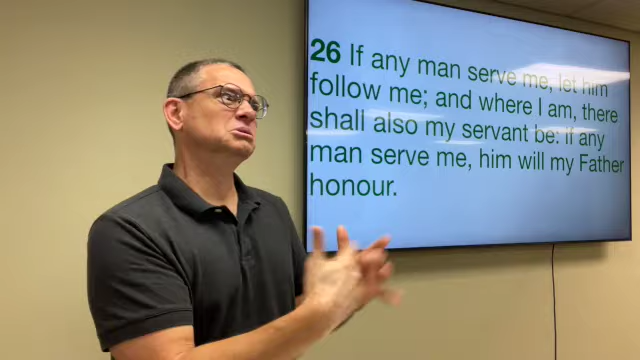 26 If any man serve me, let him
follow me; and where I am, there
shall also my servant be: if any
man serve me, him will my Father
honour.